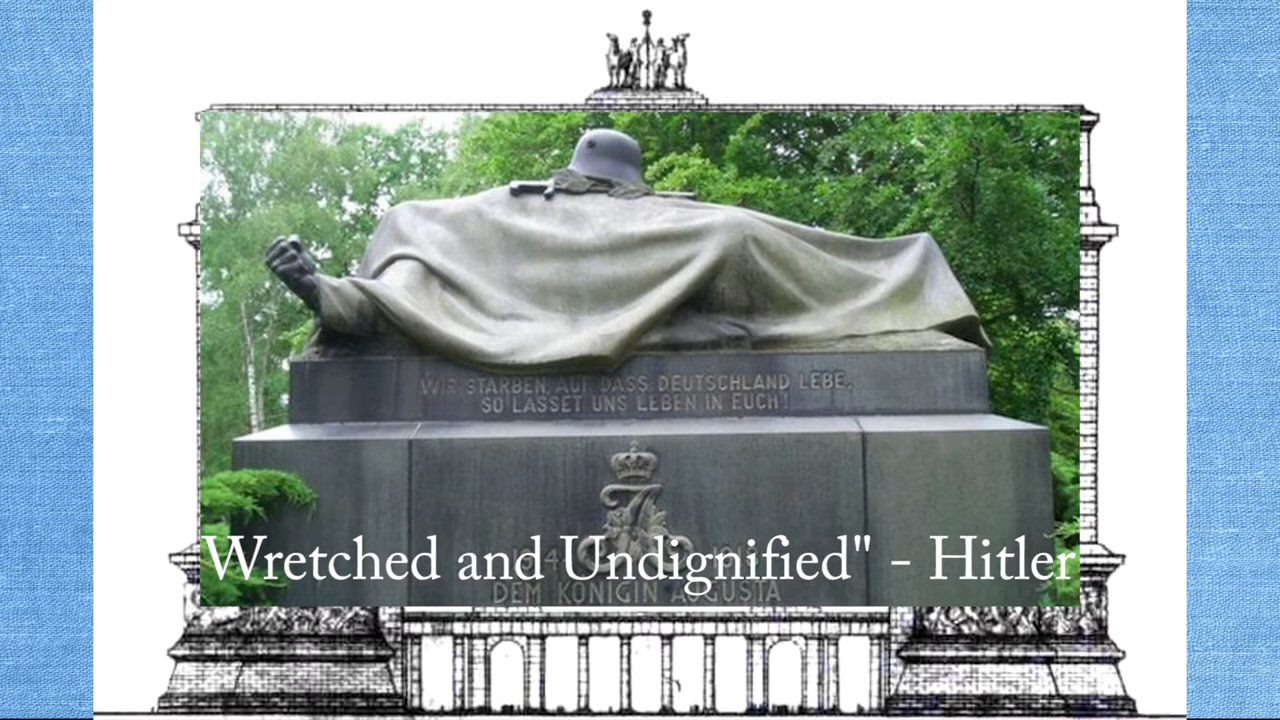 WIR STARBEN, AUF DASS DEUTSCHLAND LEBE,
SO LASSET UNS LEBEN IN EUCH!
Wretched and Undignified" - Hitler
DEM KÖNIGIN AUGUSTA